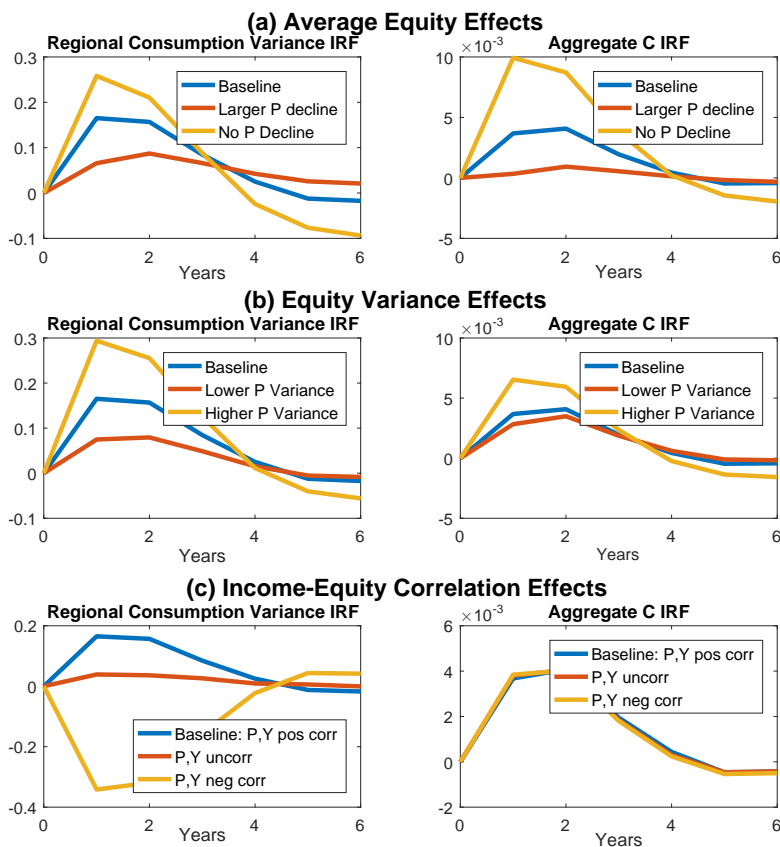 (a) Average Equity Effects
Regional Consumption Variance IRF
0.3
0.2
0.1
0
-0.1
0 2 4 6
Years
Baseline
Larger P decline
No P Decline
Aggregate C IRF
×10⁻³
10
5
0
-5
0 2 4 6
Years
Baseline
Larger P decline
No P Decline
(b) Equity Variance Effects
Regional Consumption Variance IRF
0.3
0.2
0.1
0
-0.1
0 2 4 6
Years
Baseline
Lower P Variance
Higher P Variance
Aggregate C IRF
×10⁻³
10
5
0
-5
0 2 4 6
Years
Baseline
Lower P Variance
Higher P Variance
(c) Income-Equity Correlation Effects
Regional Consumption Variance IRF
0.2
0
-0.2
-0.4
0 2 4 6
Years
Baseline: P,Y pos corr
P,Y uncorr
P,Y neg corr
Aggregate C IRF
×10⁻³
6
4
2
0
-2
0 2 4 6
Years
Baseline: P,Y pos corr
P,Y uncorr
P,Y neg corr